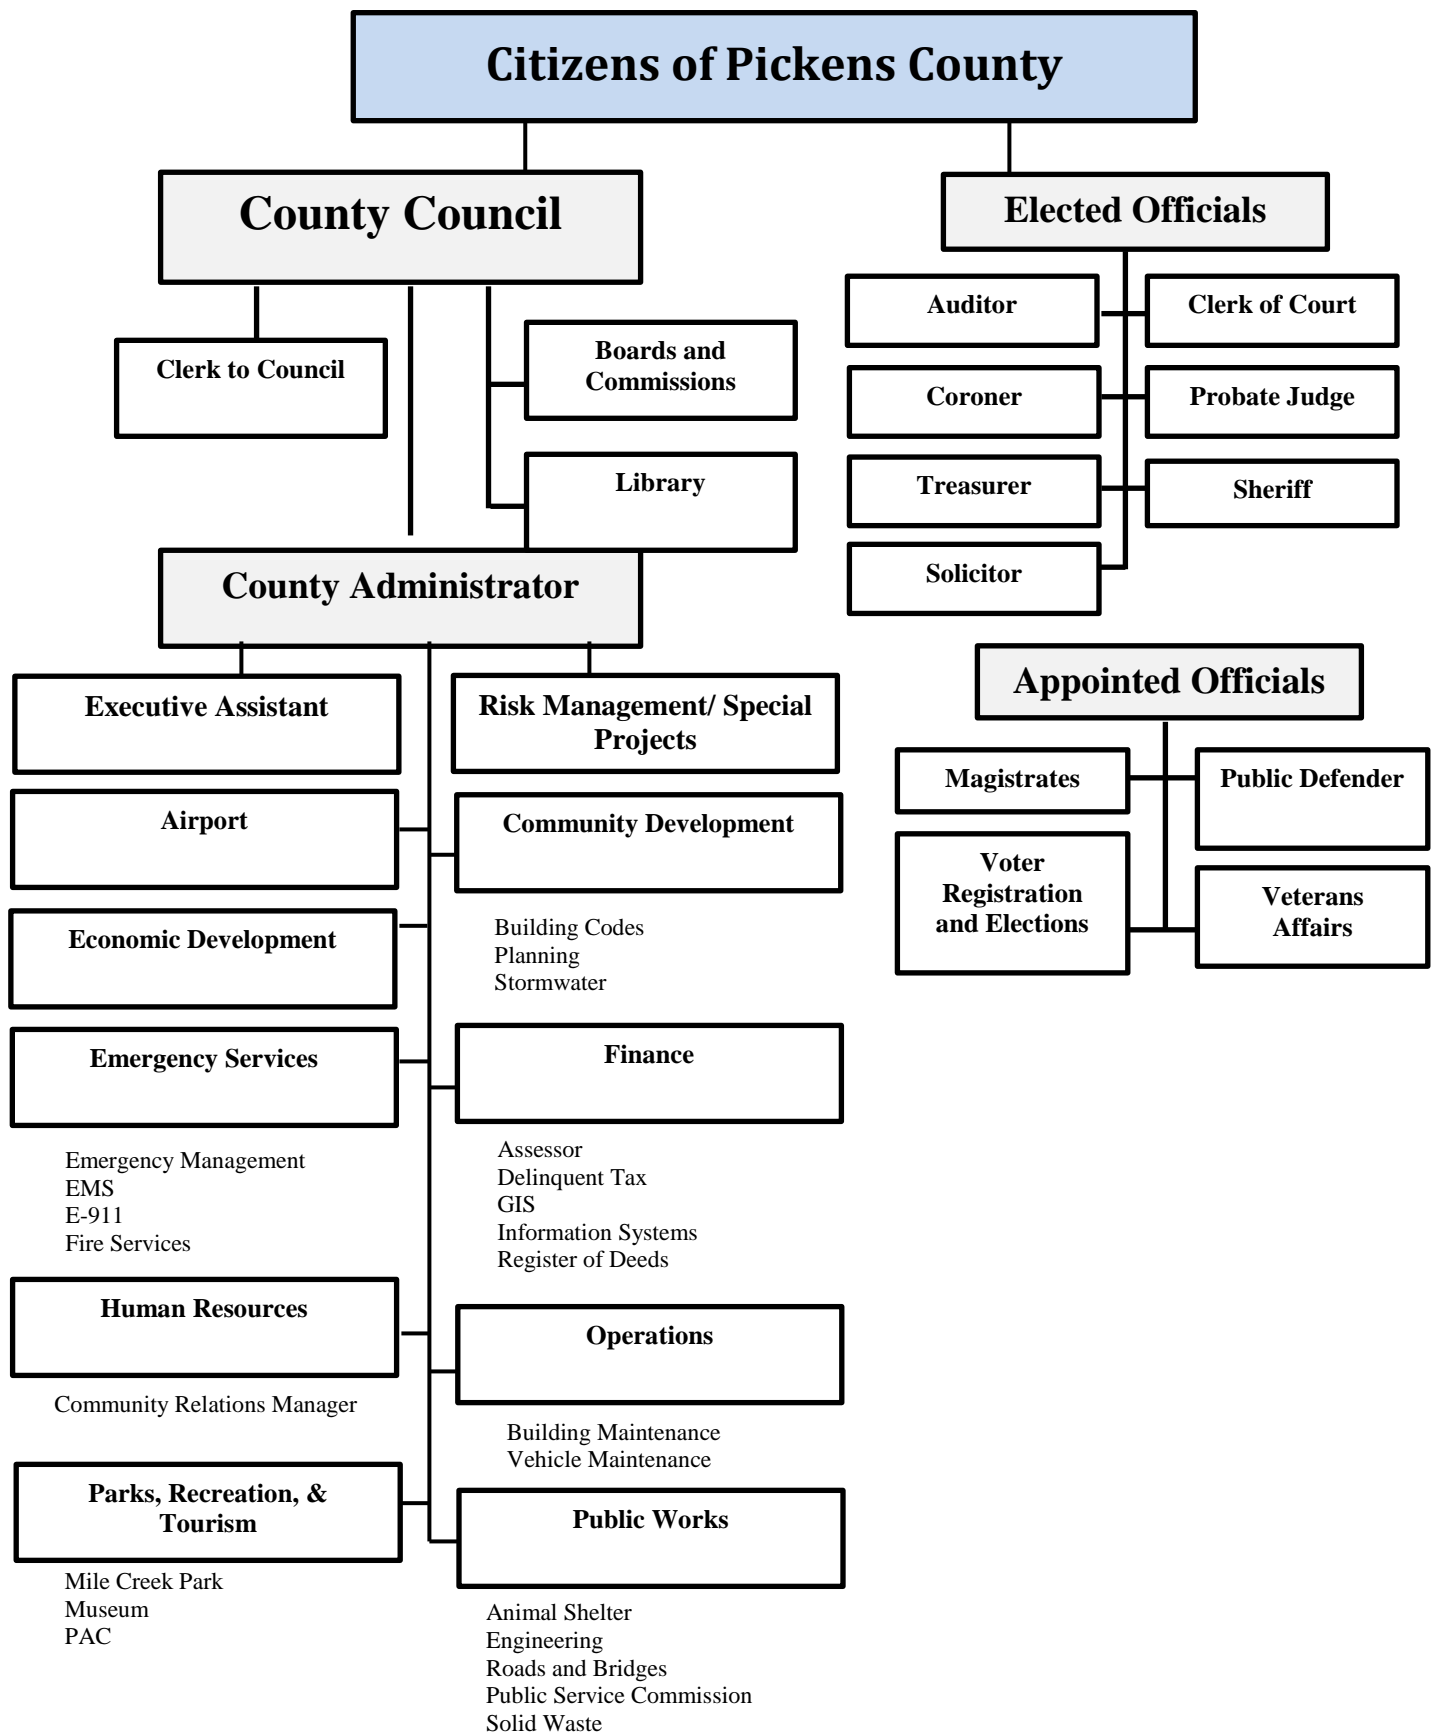 Citizens of Pickens County
County Council
Elected Officials
Auditor
Clerk of Court
Clerk to Council
Boards and
Commissions
Coroner
Probate Judge
Library
Treasurer
Sheriff
County Administrator
Solicitor
Executive Assistant
Risk Management/ Special
Projects
Appointed Officials
Magistrates
Public Defender
Airport
Community Development
Voter
Registration
and Elections
Veterans
Affairs
Economic Development
Building Codes
Planning
Stormwater
Emergency Services
Finance
Emergency Management
EMS
E-911
Fire Services
Assessor
Delinquent Tax
GIS
Information Systems
Register of Deeds
Human Resources
Operations
Community Relations Manager
Building Maintenance
Vehicle Maintenance
Parks, Recreation, &
Tourism
Public Works
Mile Creek Park
Museum
PAC
Animal Shelter
Engineering
Roads and Bridges
Public Service Commission
Solid Waste